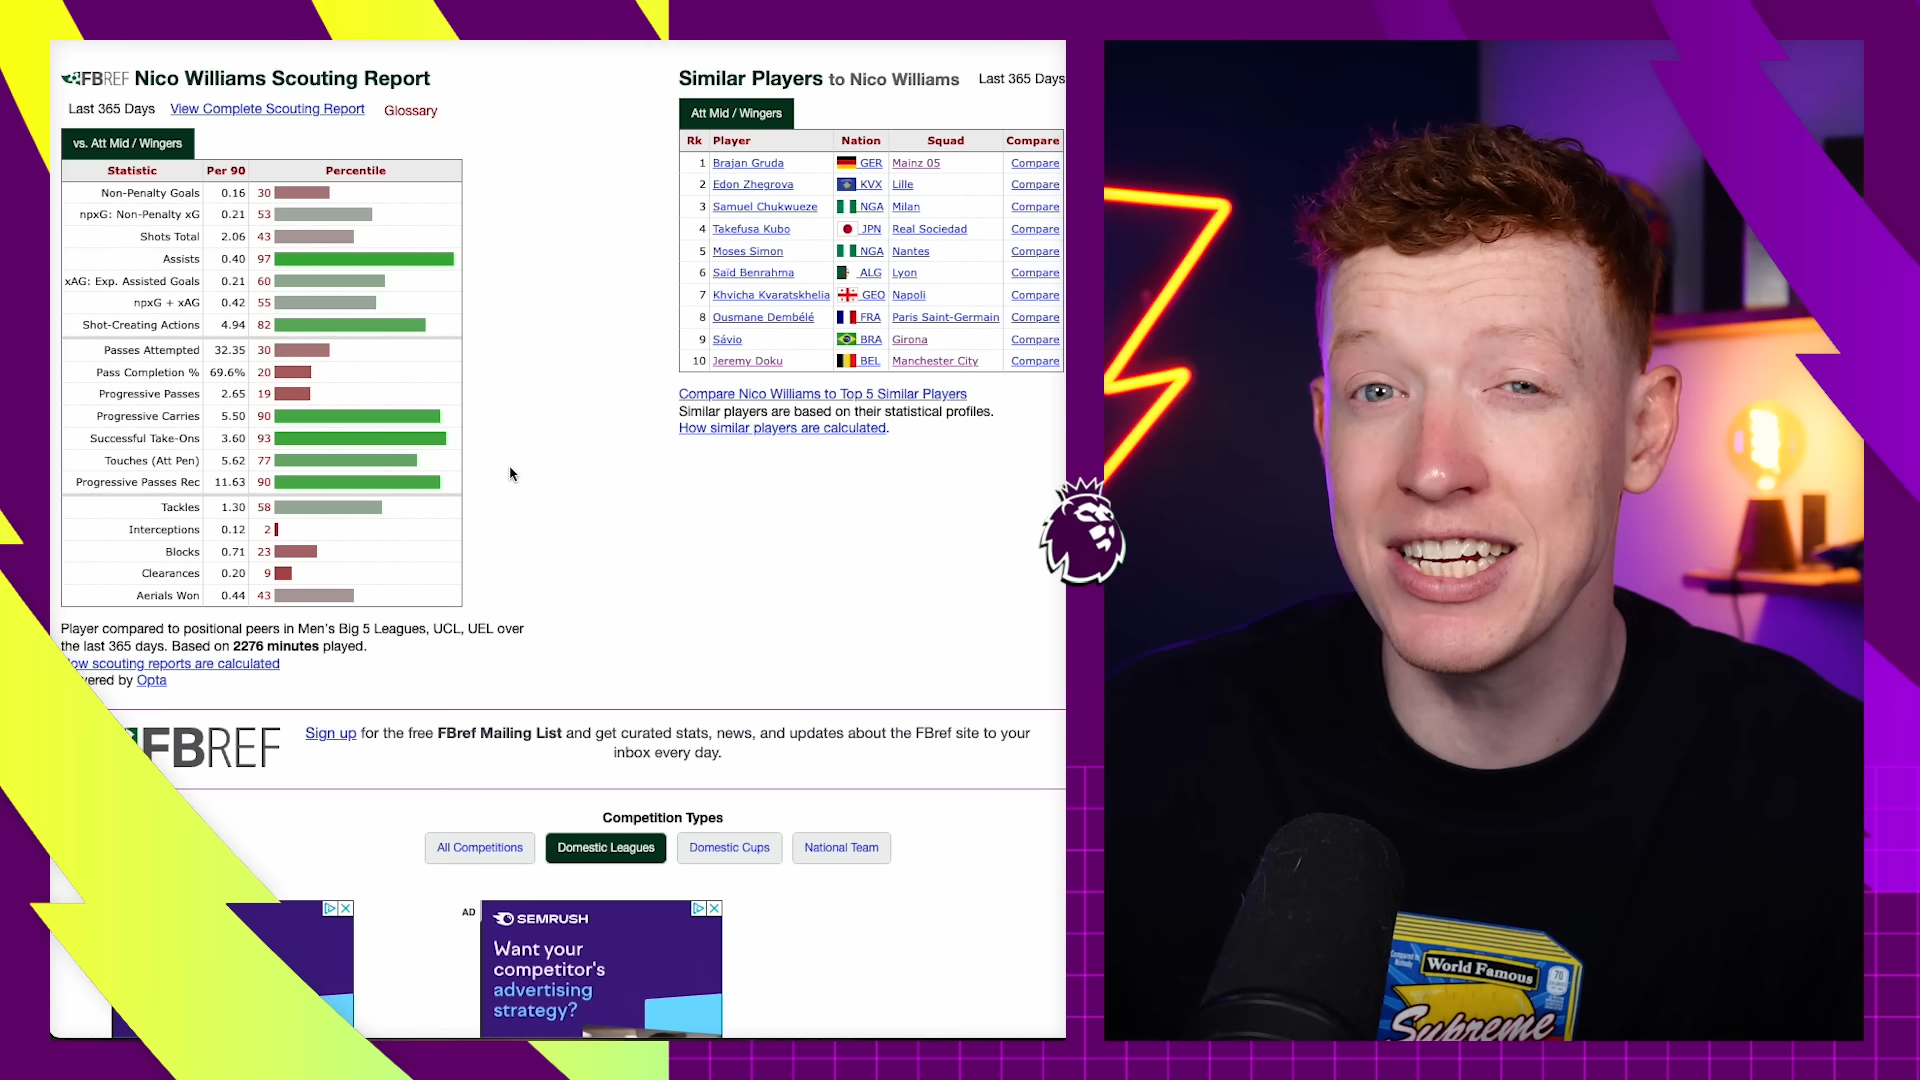 FBREF Nico Williams Scouting Report
Last 365 Days View Complete Scouting Report Glossary
vs. Att Mid / Wingers
Statistic Per 90 Percentile
Non-Penalty Goals 0.16 30
npxG: Non-Penalty xG 0.21 53
Shots Total 2.06 43
Assists 0.40 97
xAG: Exp. Assisted Goals 0.21 60
npxG + xAG 0.42 55
Shot-Creating Actions 4.94 82
Passes Attempted 32.35 30
Pass Completion % 69.6% 20
Progressive Passes 2.65 19
Progressive Carries 5.50 90
Successful Take-Ons 3.60 93
Touches (Att Pen) 5.62 77
Progressive Passes Rec 11.63 90
Tackles 1.30 58
Interceptions 0.12 2
Blocks 0.71 23
Clearances 0.20 9
Aerials Won 0.44 43
Player compared to positional peers in Men's Big 5 Leagues, UCL, UEL over
the last 365 days. Based on 2276 minutes played.
ow scouting reports are calculated
ered by Opta
Similar Players to Nico Williams Last 365 Days
Att Mid / Wingers
Rk Player Nation Squad Compare
1 Brajan Gruda GER Mainz 05 Compare
2 Edon Zhegrova KVX Lille Compare
3 Samuel Chukwueze NGA Milan Compare
4 Takefusa Kubo JPN Real Sociedad Compare
5 Moses Simon NGA Nantes Compare
6 Saïd Benrahma ALG Lyon Compare
7 Khvicha Kvaratskhelia GEO Napoli Compare
8 Ousmane Dembélé FRA Paris Saint-Germain Compare
9 Sávio BRA Girona Compare
10 Jeremy Doku BEL Manchester City Compare
Compare Nico Williams to Top 5 Similar Players
Similar players are based on their statistical profiles.
How similar players are calculated.
FBREF
Sign up for the free FBref Mailing List and get curated stats, news, and updates about the FBref site to your
inbox every day.
Competition Types
All Competitions Domestic Leagues Domestic Cups National Team
AD
SEMRUSH
Want your
competitor's
advertising
strategy?
World Famous
70
Supreme